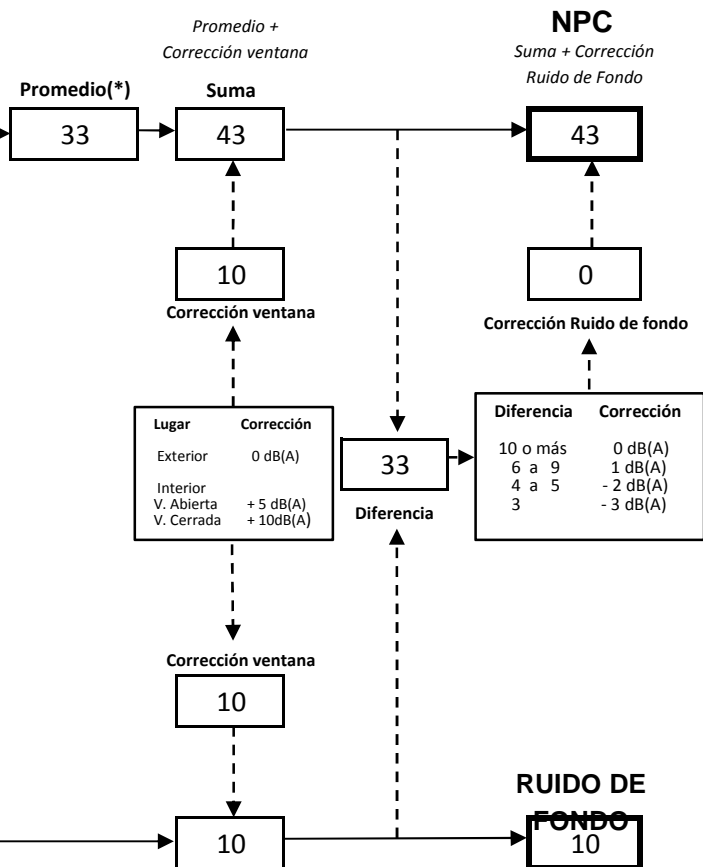 Promedio +
Corrección ventana
NPC
Suma + Corrección
Ruido de Fondo
Promedio(*)
Suma
33
43
43
10
0
Corrección ventana
Corrección Ruido de fondo
Lugar Corrección
Exterior 0 dB(A)
Interior
V. Abierta + 5 dB(A)
V. Cerrada + 10dB(A)
33
Diferencia
Diferencia Corrección
10 o más 0 dB(A)
6 a 9 1 dB(A)
4 a 5 - 2 dB(A)
3 - 3 dB(A)
Corrección ventana
10
RUIDO DE
FONDO
10
10